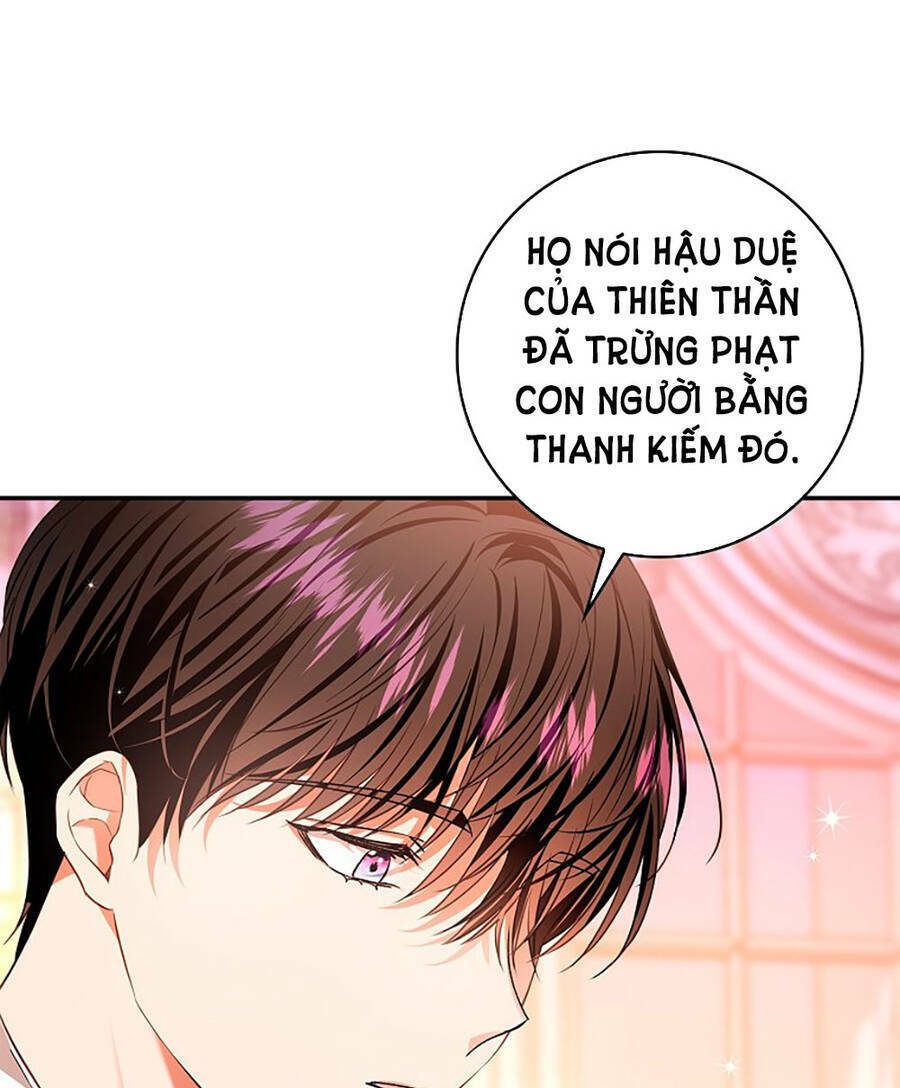 HỌ NÓI HẬU DUỆ
CỦA THIÊN THẦN
ĐÃ TRỪNG PHẠT
CON NGƯỜI BẰNG
THANH KIẾM ĐÓ.